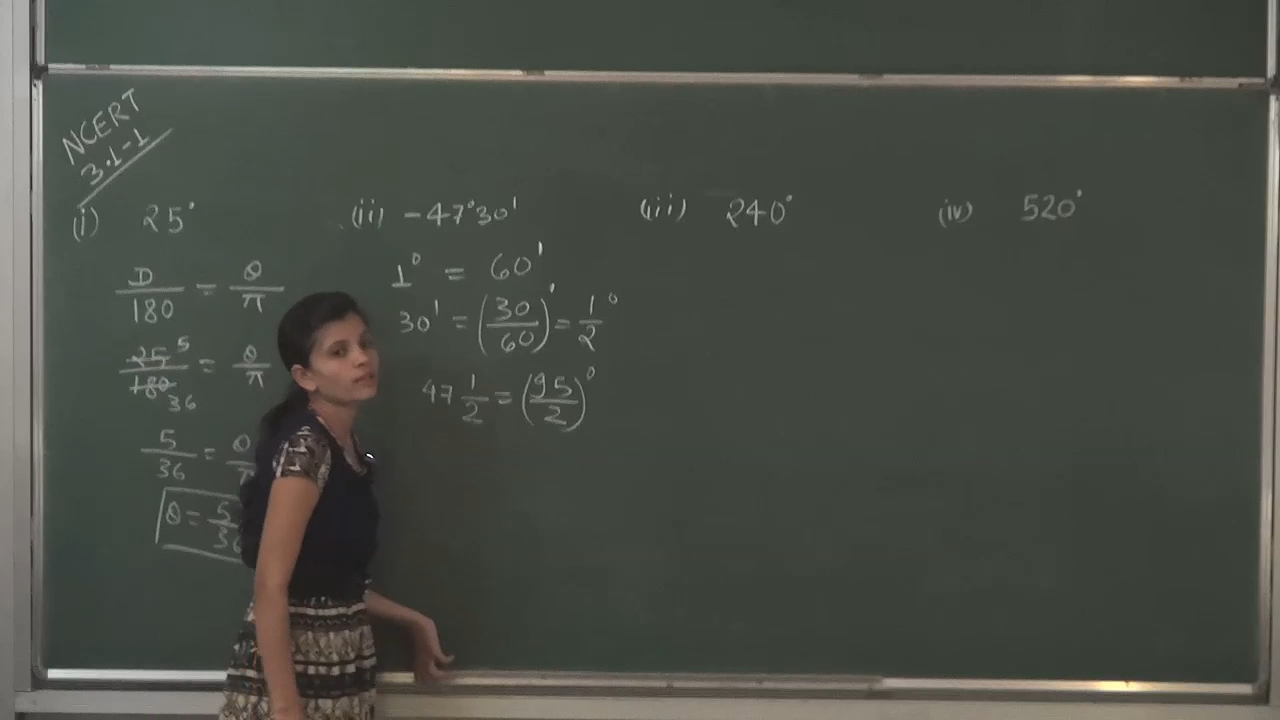 NCERT
3.1-1
(i) 25°
D/180 = θ/π
25 5/180 36 = θ/π
5/36 = θ
θ = 5/36
(ii) -47°30'
1° = 60'
30' = (30/60)° = 1/2°
47 1/2 = (95/2)°
(iii) 240°
(iv) 520°